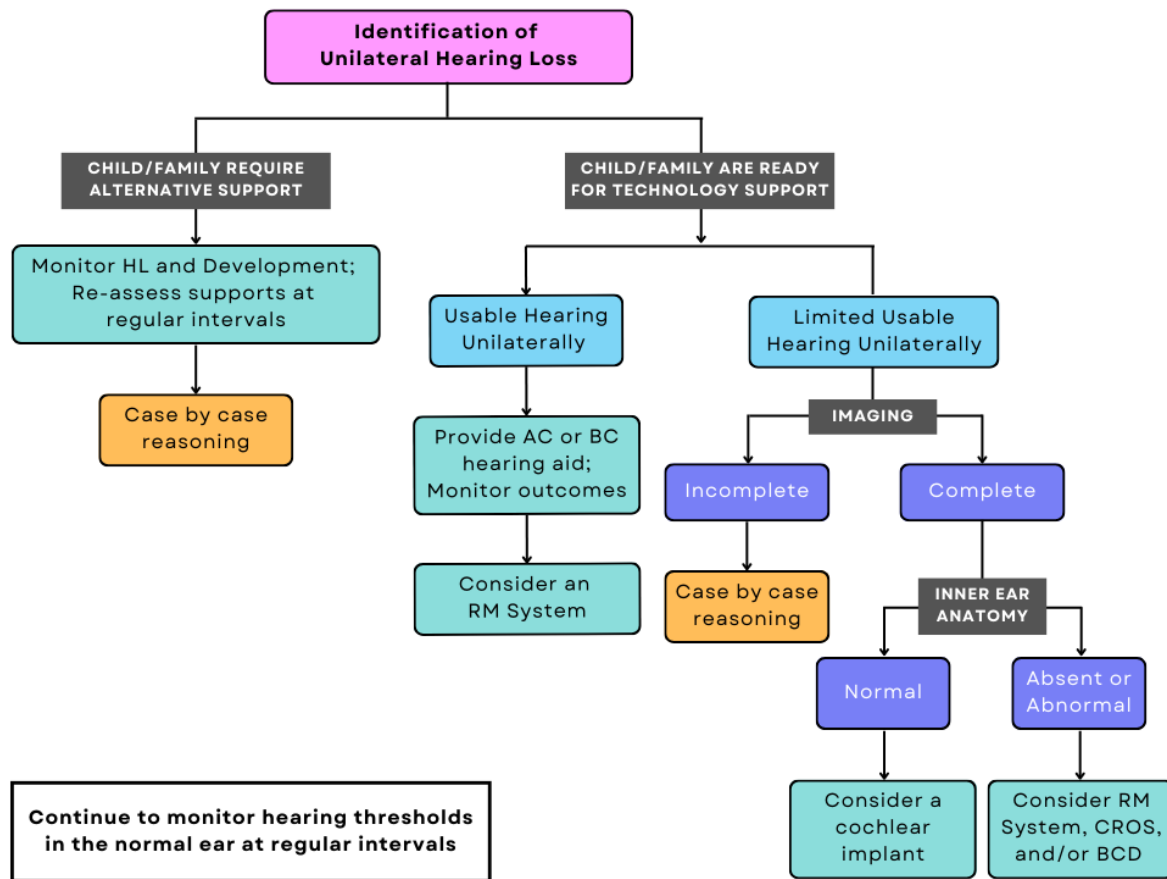 Identification of
Unilateral Hearing Loss
CHILD/FAMILY REQUIRE
ALTERNATIVE SUPPORT
CHILD/FAMILY ARE READY
FOR TECHNOLOGY SUPPORT
Monitor HL and Development;
Re-assess supports at
regular intervals
Case by case
reasoning
Usable Hearing
Unilaterally
Limited Usable
Hearing Unilaterally
Provide AC or BC
hearing aid;
Monitor outcomes
Consider an
RM System
IMAGING
Incomplete
Complete
Case by case
reasoning
INNER EAR
ANATOMY
Normal
Absent or
Abnormal
Consider a
cochlear
implant
Consider RM
System, CROS,
and/or BCD
Continue to monitor hearing thresholds
in the normal ear at regular intervals